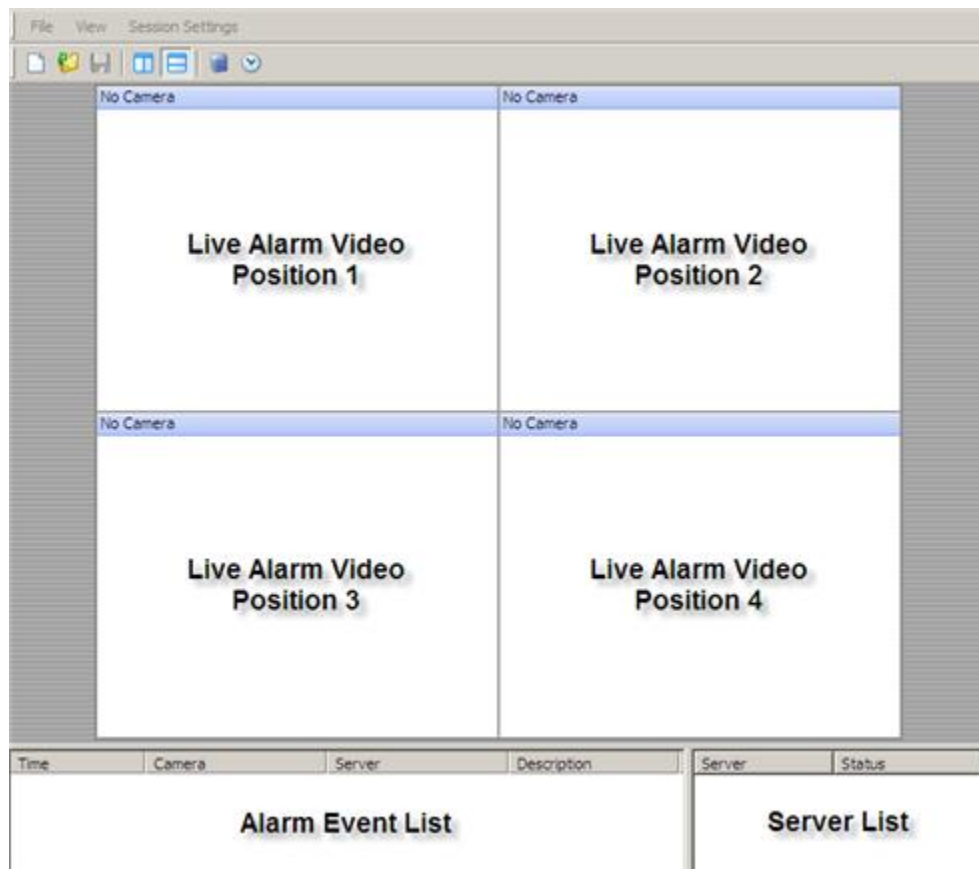 File View Session Settings
No Camera
No Camera
Live Alarm Video
Position 1
Live Alarm Video
Position 2
No Camera
No Camera
Live Alarm Video
Position 3
Live Alarm Video
Position 4
Time Camera Server Description
Server Status
Alarm Event List
Server List